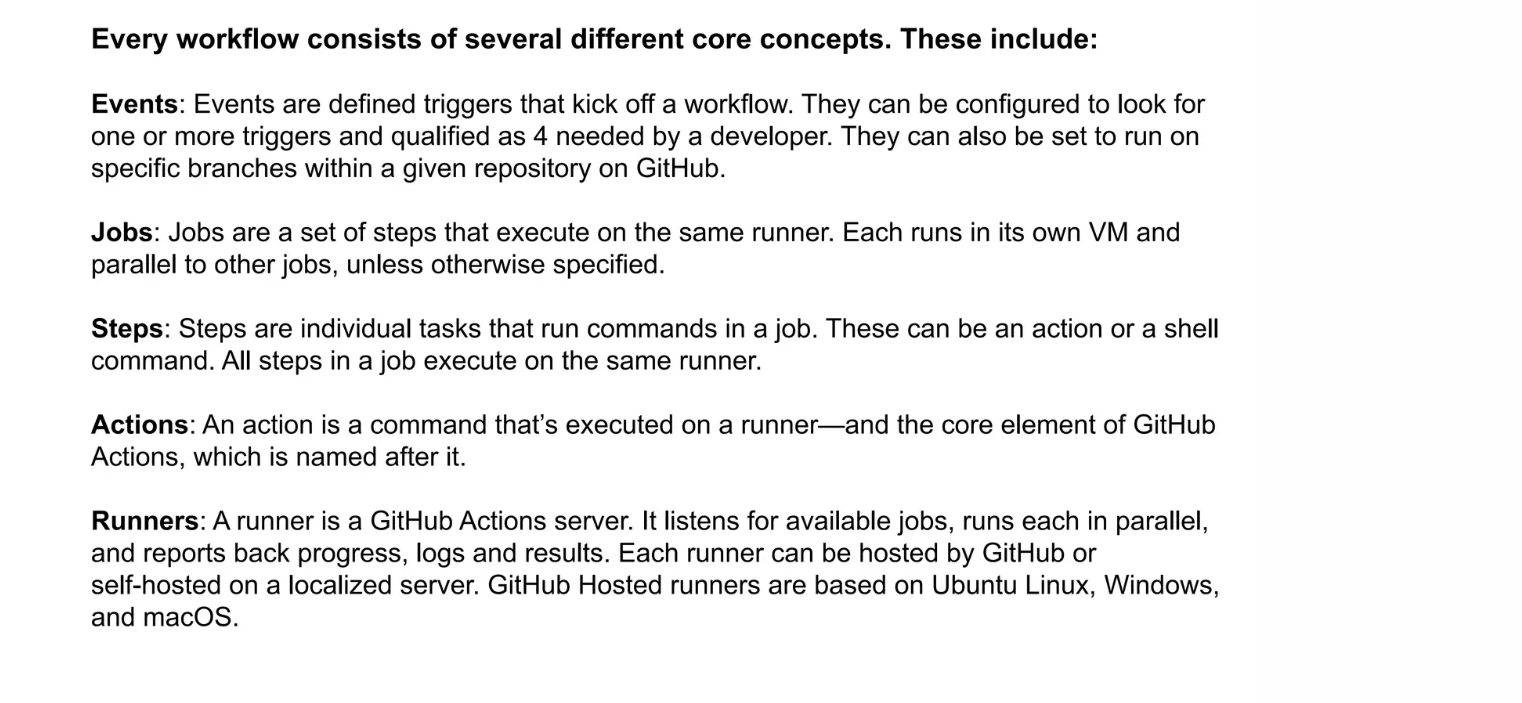 Every workflow consists of several different core concepts. These include:
Events: Events are defined triggers that kick off a workflow. They can be configured to look for
one or more triggers and qualified as 4 needed by a developer. They can also be set to run on
specific branches within a given repository on GitHub.
Jobs: Jobs are a set of steps that execute on the same runner. Each runs in its own VM and
parallel to other jobs, unless otherwise specified.
Steps: Steps are individual tasks that run commands in a job. These can be an action or a shell
command. All steps in a job execute on the same runner.
Actions: An action is a command that’s executed on a runner—and the core element of GitHub
Actions, which is named after it.
Runners: A runner is a GitHub Actions server. It listens for available jobs, runs each in parallel,
and reports back progress, logs and results. Each runner can be hosted by GitHub or
self-hosted on a localized server. GitHub Hosted runners are based on Ubuntu Linux, Windows,
and macOS.